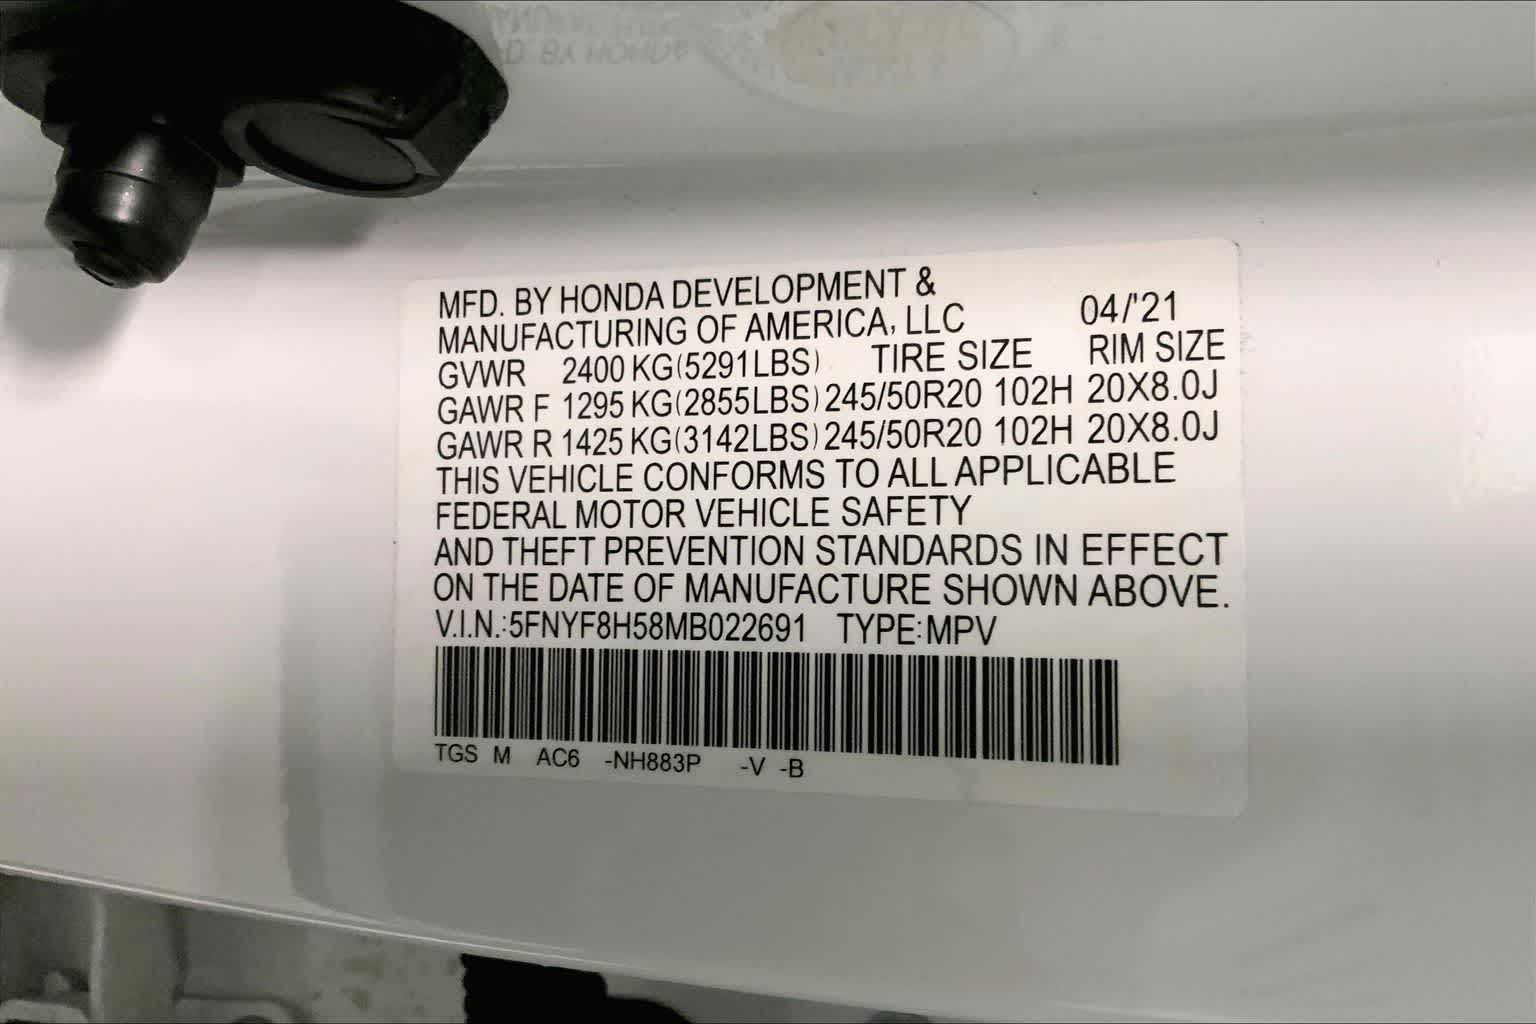 MFD. BY HONDA DEVELOPMENT &
MANUFACTURING OF AMERICA, LLC 04/'21
GVWR 2400 KG(5291LBS) TIRE SIZE RIM SIZE
GAWR F 1295 KG(2855LBS) 245/50R20 102H 20X8.0J
GAWR R 1425 KG(3142LBS) 245/50R20 102H 20X8.0J
THIS VEHICLE CONFORMS TO ALL APPLICABLE
FEDERAL MOTOR VEHICLE SAFETY
AND THEFT PREVENTION STANDARDS IN EFFECT
ON THE DATE OF MANUFACTURE SHOWN ABOVE.
V.I.N.:5FNYF8H58MB022691 TYPE:MPV
TGS M AC6 -NH883P -V -B